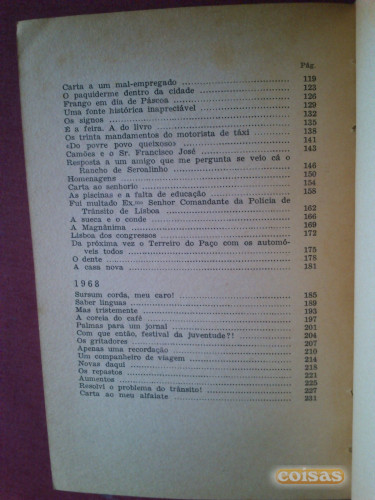 Pág.
Carta a um mal-empregado ... 119
O paquiderme dentro da cidade ... 123
Frango em dia de Páscoa ... 126
Uma fonte histórica inapreciável ... 129
Os signos ... 132
E a feira. A do livro ... 135
Os trinta mandamentos do motorista de táxi ... 138
«Do povre povo queixoso» ... 141
Camões e o Sr. Francisco José ... 143
Resposta a um amigo que me pergunta se veio cá o
Rancho de Seroalinho ... 146
Homenagens ... 150
Carta ao senhorio ... 154
As piscinas e a falta de educação ... 158
Fui multado Ex.mo Senhor Comandante da Polícia de
Trânsito de Lisboa ... 162
A sueca e o conde ... 166
A Magnânima ... 169
Lisboa dos congressos ... 172
Da próxima vez o Terreiro do Paço com os automó-
veis todos ... 175
O dente ... 178
A casa nova ... 181
1968
Sursum corda, meu caro! ... 185
Saber línguas ... 189
Mas tristemente ... 193
A coreia do café ... 197
Palmas para um jornal ... 201
Com que então, festival da juventude?! ... 204
Os gritadores ... 207
Apenas uma recordação ... 210
Um companheiro de viagem ... 214
Novas daqui ... 218
Os repastos ... 221
Aumentos ... 225
Resolvi o problema do trânsito! ... 227
Carta ao meu alfaiate ... 231
coisas